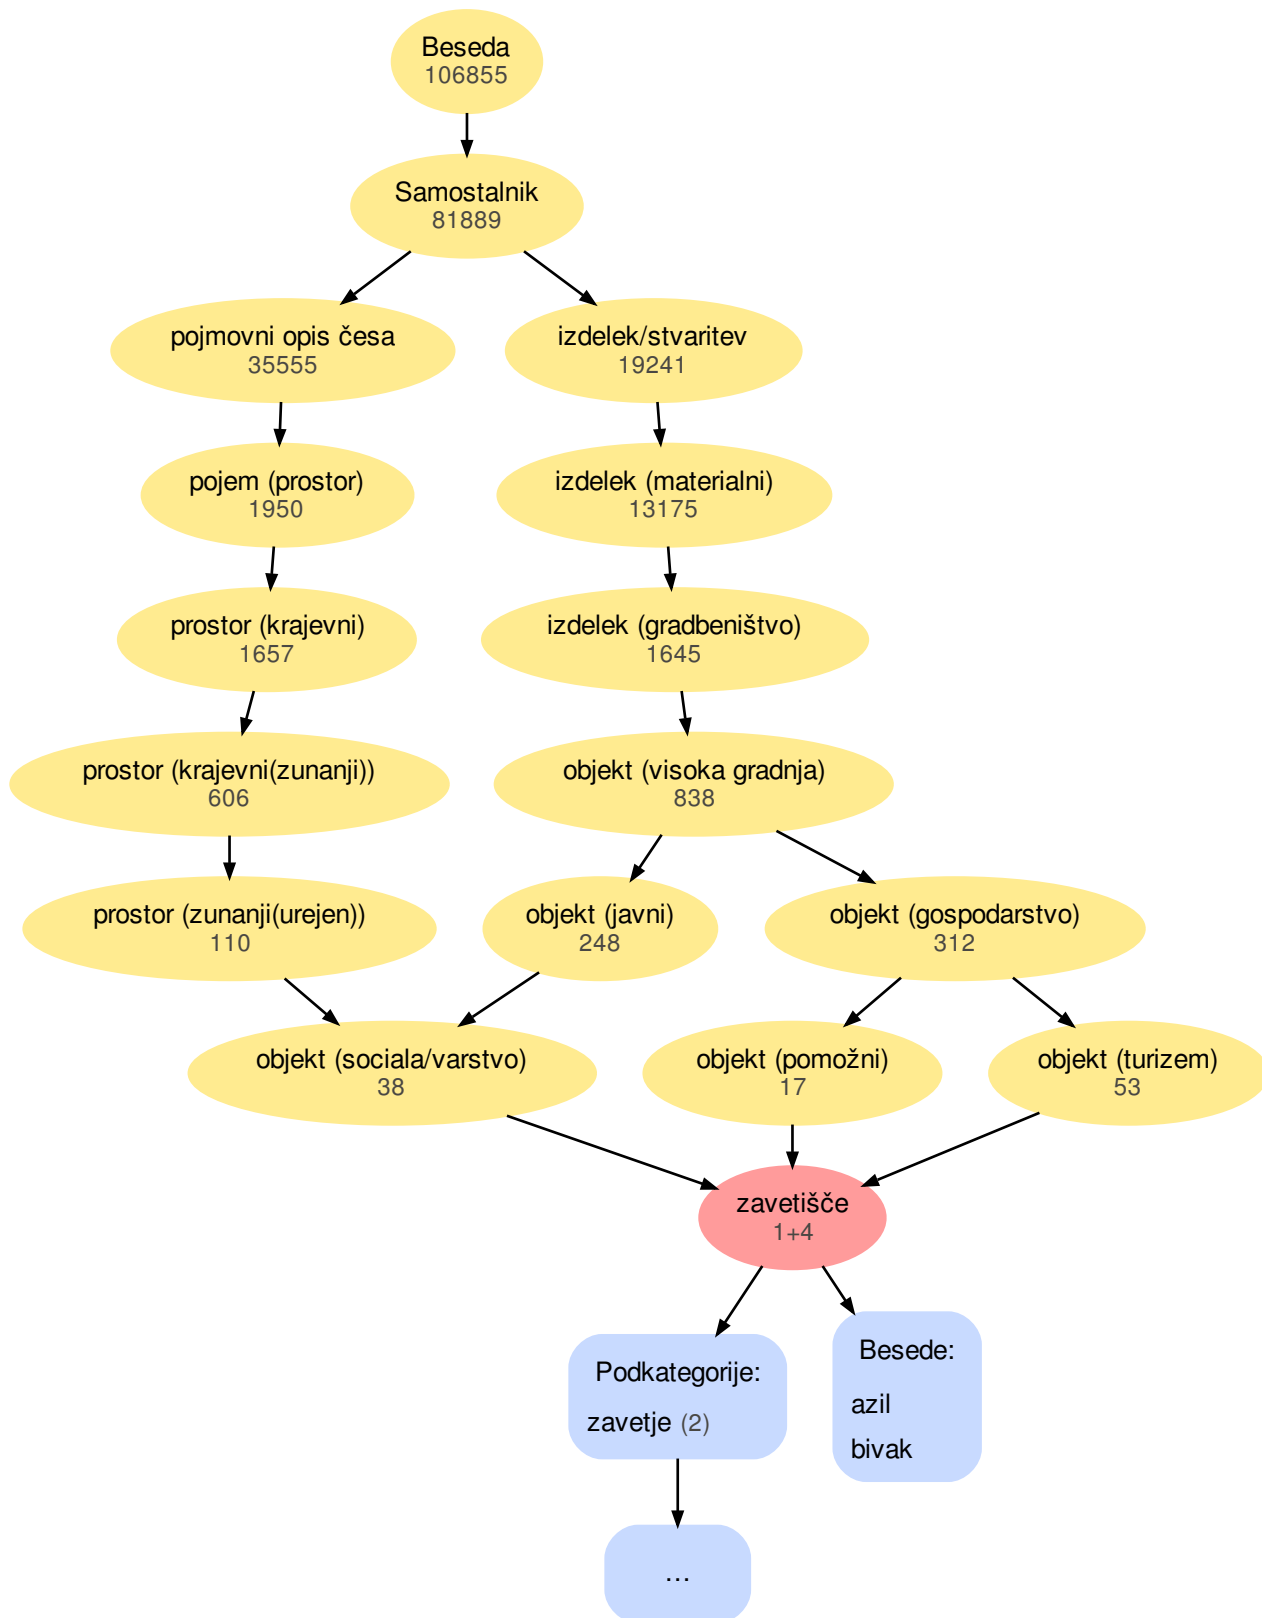 Beseda
106855
Samostalnik
81889
pojmovni opis česa
35555
izdelek/stvaritev
19241
pojem (prostor)
1950
izdelek (materialni)
13175
prostor (krajevni)
1657
izdelek (gradbeništvo)
1645
prostor (krajevni(zunanji))
606
objekt (visoka gradnja)
838
prostor (zunanji(urejen))
110
objekt (javni)
248
objekt (gospodarstvo)
312
objekt (sociala/varstvo)
38
objekt (pomožni)
17
objekt (turizem)
53
zavetišče
1+4
Podkategorije:
zavetje (2)
Besede:
azil
bivak
...